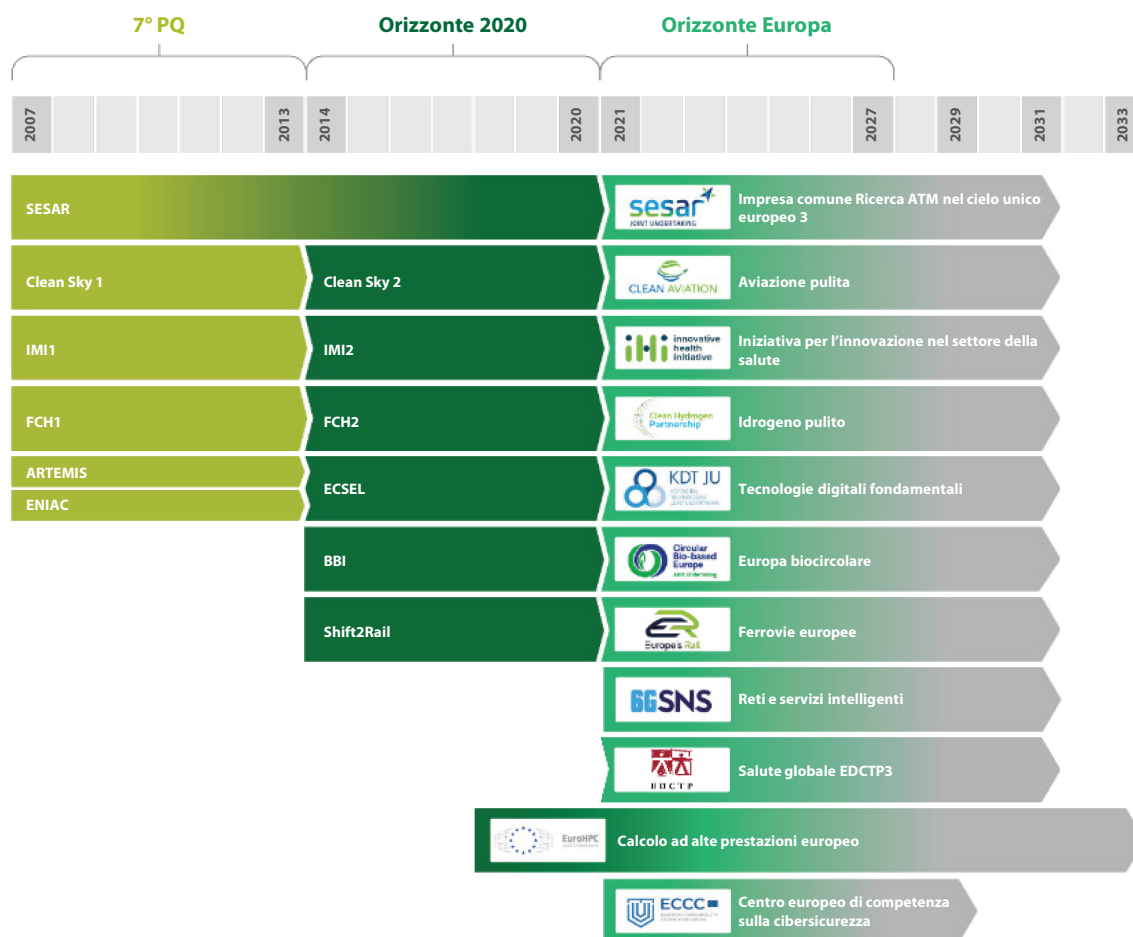 7° PQ
Orizzonte 2020
Orizzonte Europa
2007
2013
2014
2020
2021
2027
2029
2031
2033
SESAR
sesar
JOINT UNDERTAKING
Impresa comune Ricerca ATM nel cielo unico
europeo 3
Clean Sky 1
Clean Sky 2
CLEAN AVIATION
Aviazione pulita
IMI1
IMI2
iHi
innovative
health
initiative
Iniziativa per l'innovazione nel settore della
salute
FCH1
FCH2
Clean Hydrogen
Partnership
Idrogeno pulito
ARTEMIS
ENIAC
ECSEL
KDT JU
Tecnologie digitali fondamentali
BBI
Circular
Bio-based
Europe
Joint Undertaking
Europa biocircolare
Shift2Rail
Europe's Rail
Ferrovie europee
6GSNS
Reti e servizi intelligenti
EDCTP
Salute globale EDCTP3
EuroHPC
Calcolo ad alte prestazioni europeo
ECCC
Centro europeo di competenza
sulla cibersicurezza